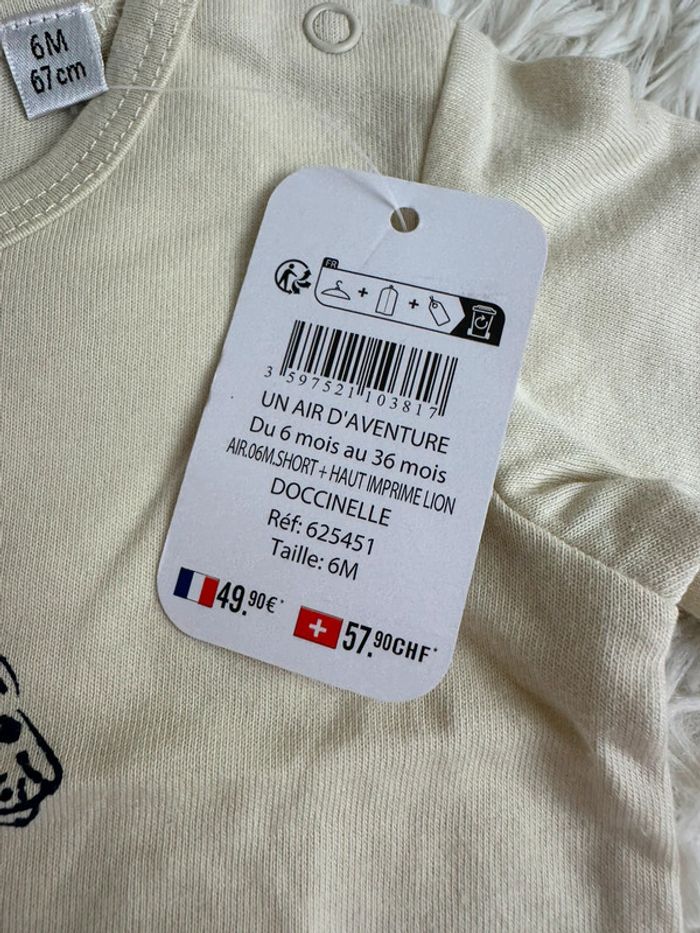 6M
67cm
FR
3 597521 103817
UN AIR D'AVENTURE
Du 6 mois au 36 mois
AIR.06M.SHORT + HAUT IMPRIME LION
DOCCINELLE
Réf: 625451
Taille: 6M
49.90€*
57.90CHF*